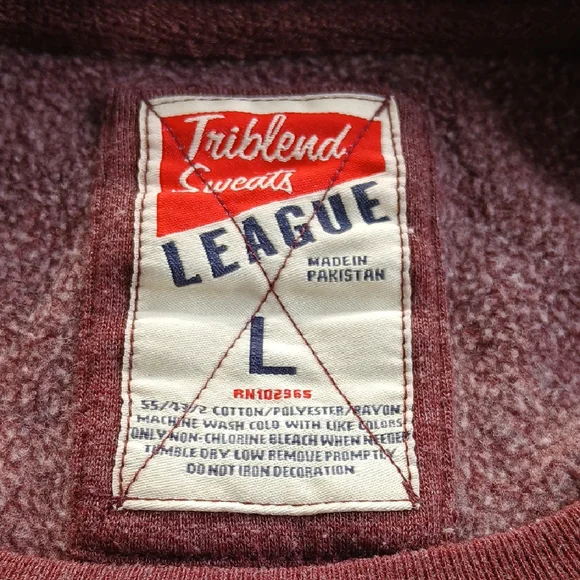 Triblend
Sweats
LEAGUE
MADE IN
PAKISTAN
L
RN102965
55/43/2 COTTON/POLYESTER/RAYON
MACHINE WASH COLD WITH LIKE COLORS
ONLY NON-CHLORINE BLEACH WHEN NEEDED
TUMBLE DRY LOW REMOVE PROMPTLY
DO NOT IRON DECORATION